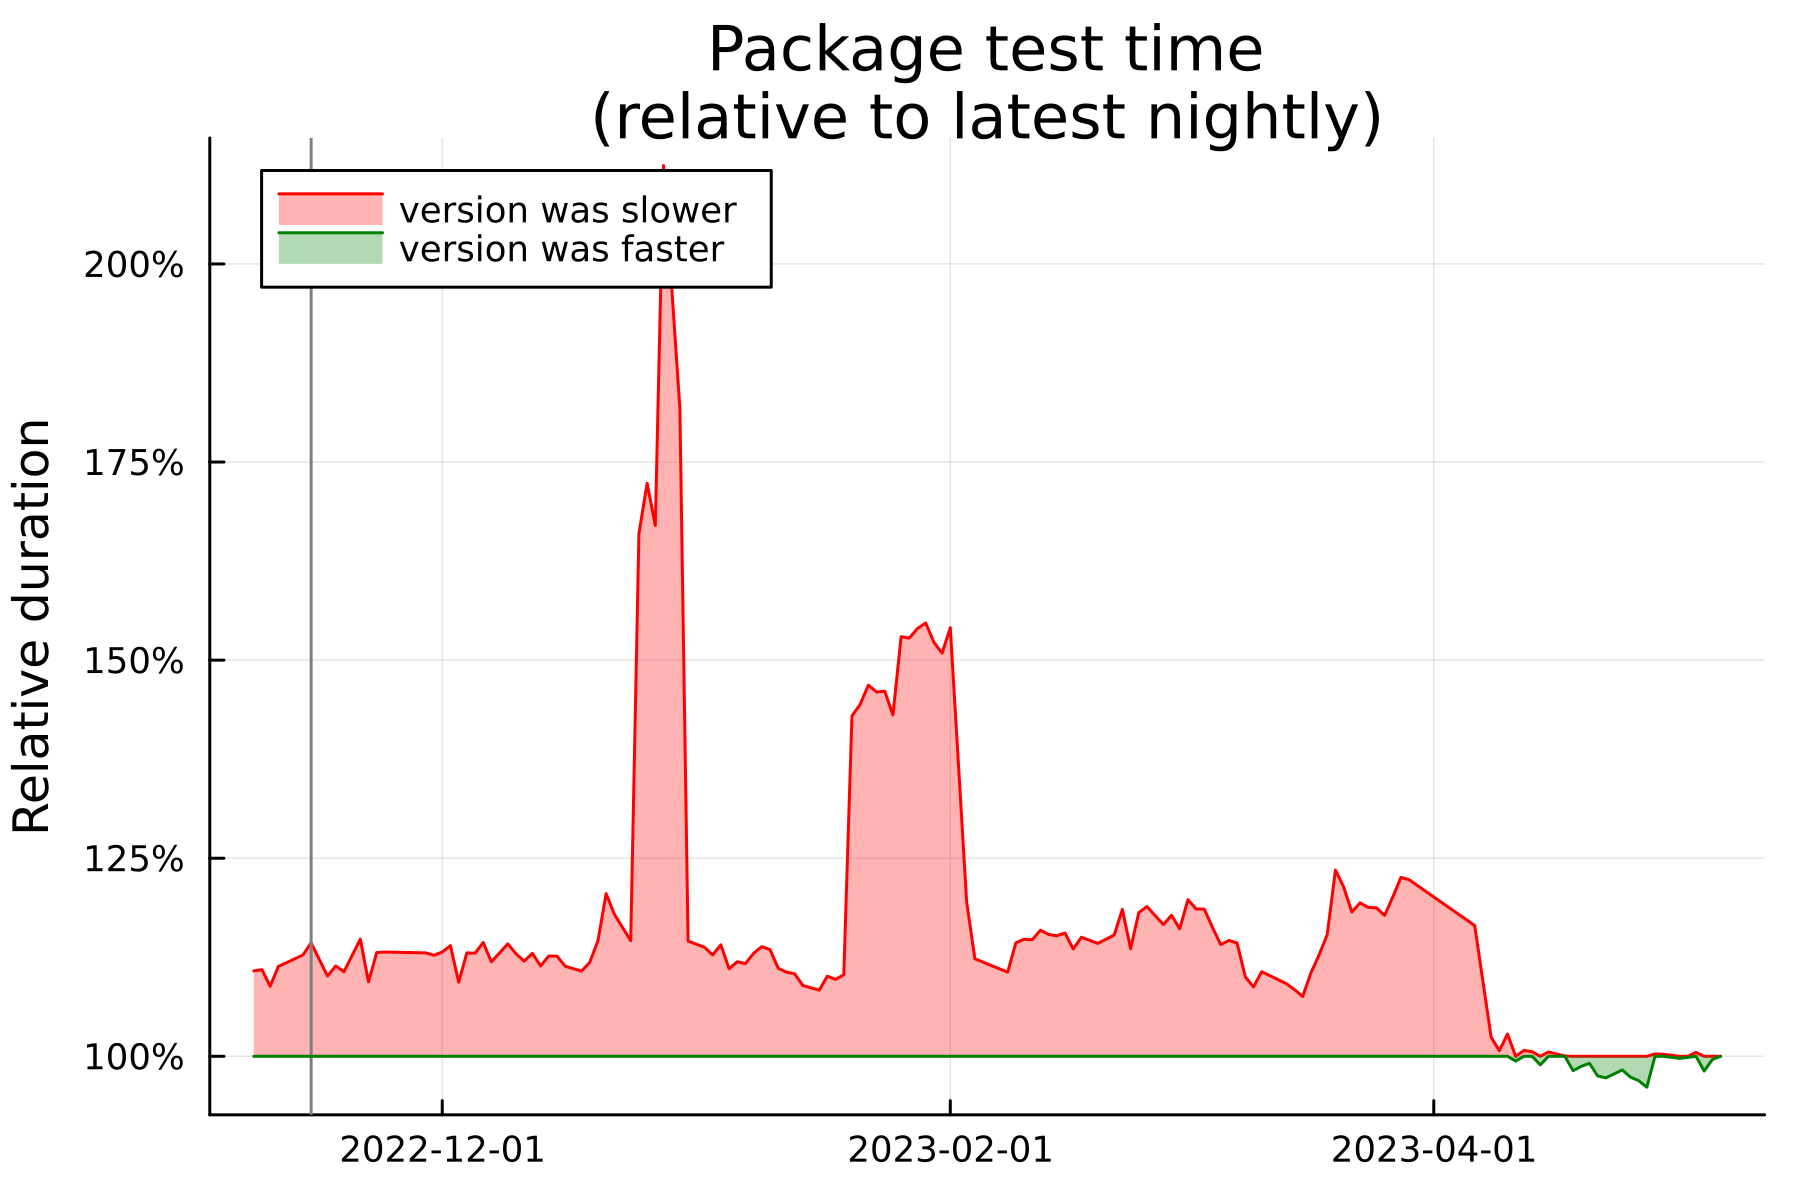 Package test time
(relative to latest nightly)
version was slower
version was faster
200%
175%
150%
125%
100%
Relative duration
2022-12-01
2023-02-01
2023-04-01